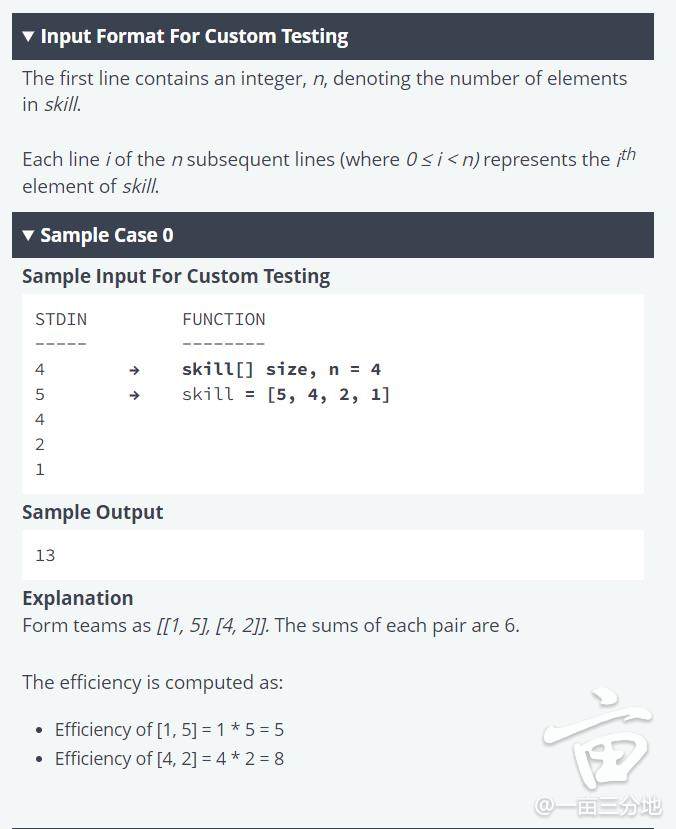 ▼ Input Format For Custom Testing
The first line contains an integer, n, denoting the number of elements
in skill.
Each line i of the n subsequent lines (where 0 ≤ i < n) represents the ith
element of skill.
▼ Sample Case 0
Sample Input For Custom Testing
STDIN FUNCTION
----- --------
4 → skill[] size, n = 4
5 → skill = [5, 4, 2, 1]
4
2
1
Sample Output
13
Explanation
Form teams as [[1, 5], [4, 2]]. The sums of each pair are 6.
The efficiency is computed as:
• Efficiency of [1, 5] = 1 * 5 = 5
• Efficiency of [4, 2] = 4 * 2 = 8
亩
@一亩三分地